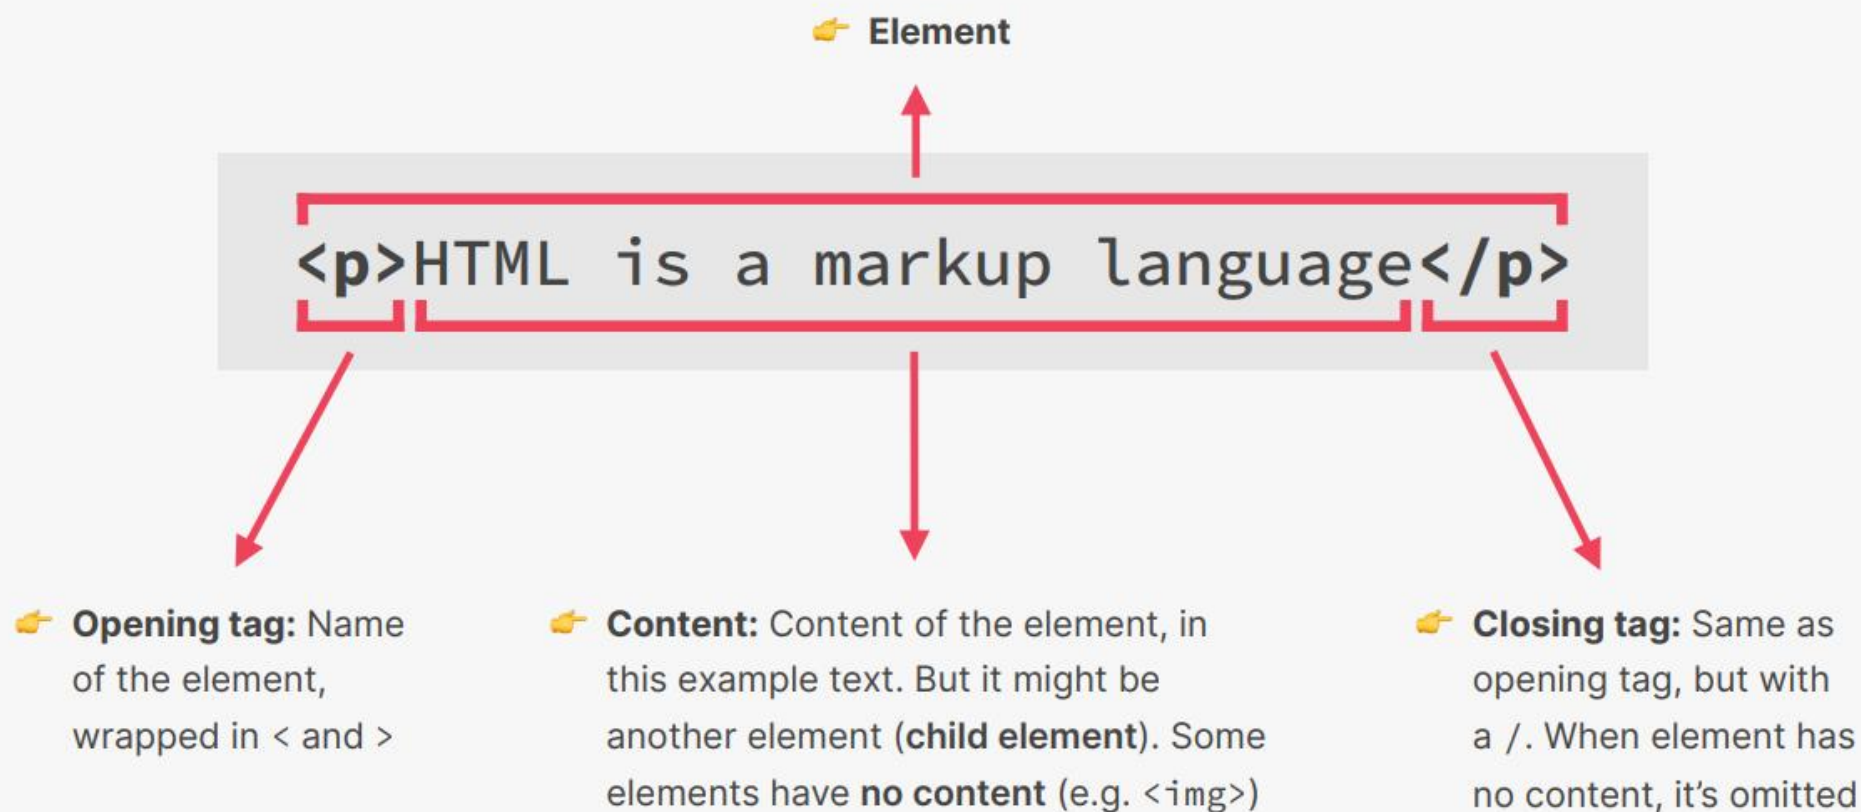 👉 Element
<p>HTML is a markup language</p>
👉 Opening tag: Name
of the element,
wrapped in < and >
👉 Content: Content of the element, in
this example text. But it might be
another element (child element). Some
elements have no content (e.g. <img>)
👉 Closing tag: Same as
opening tag, but with
a /. When element has
no content, it’s omitted